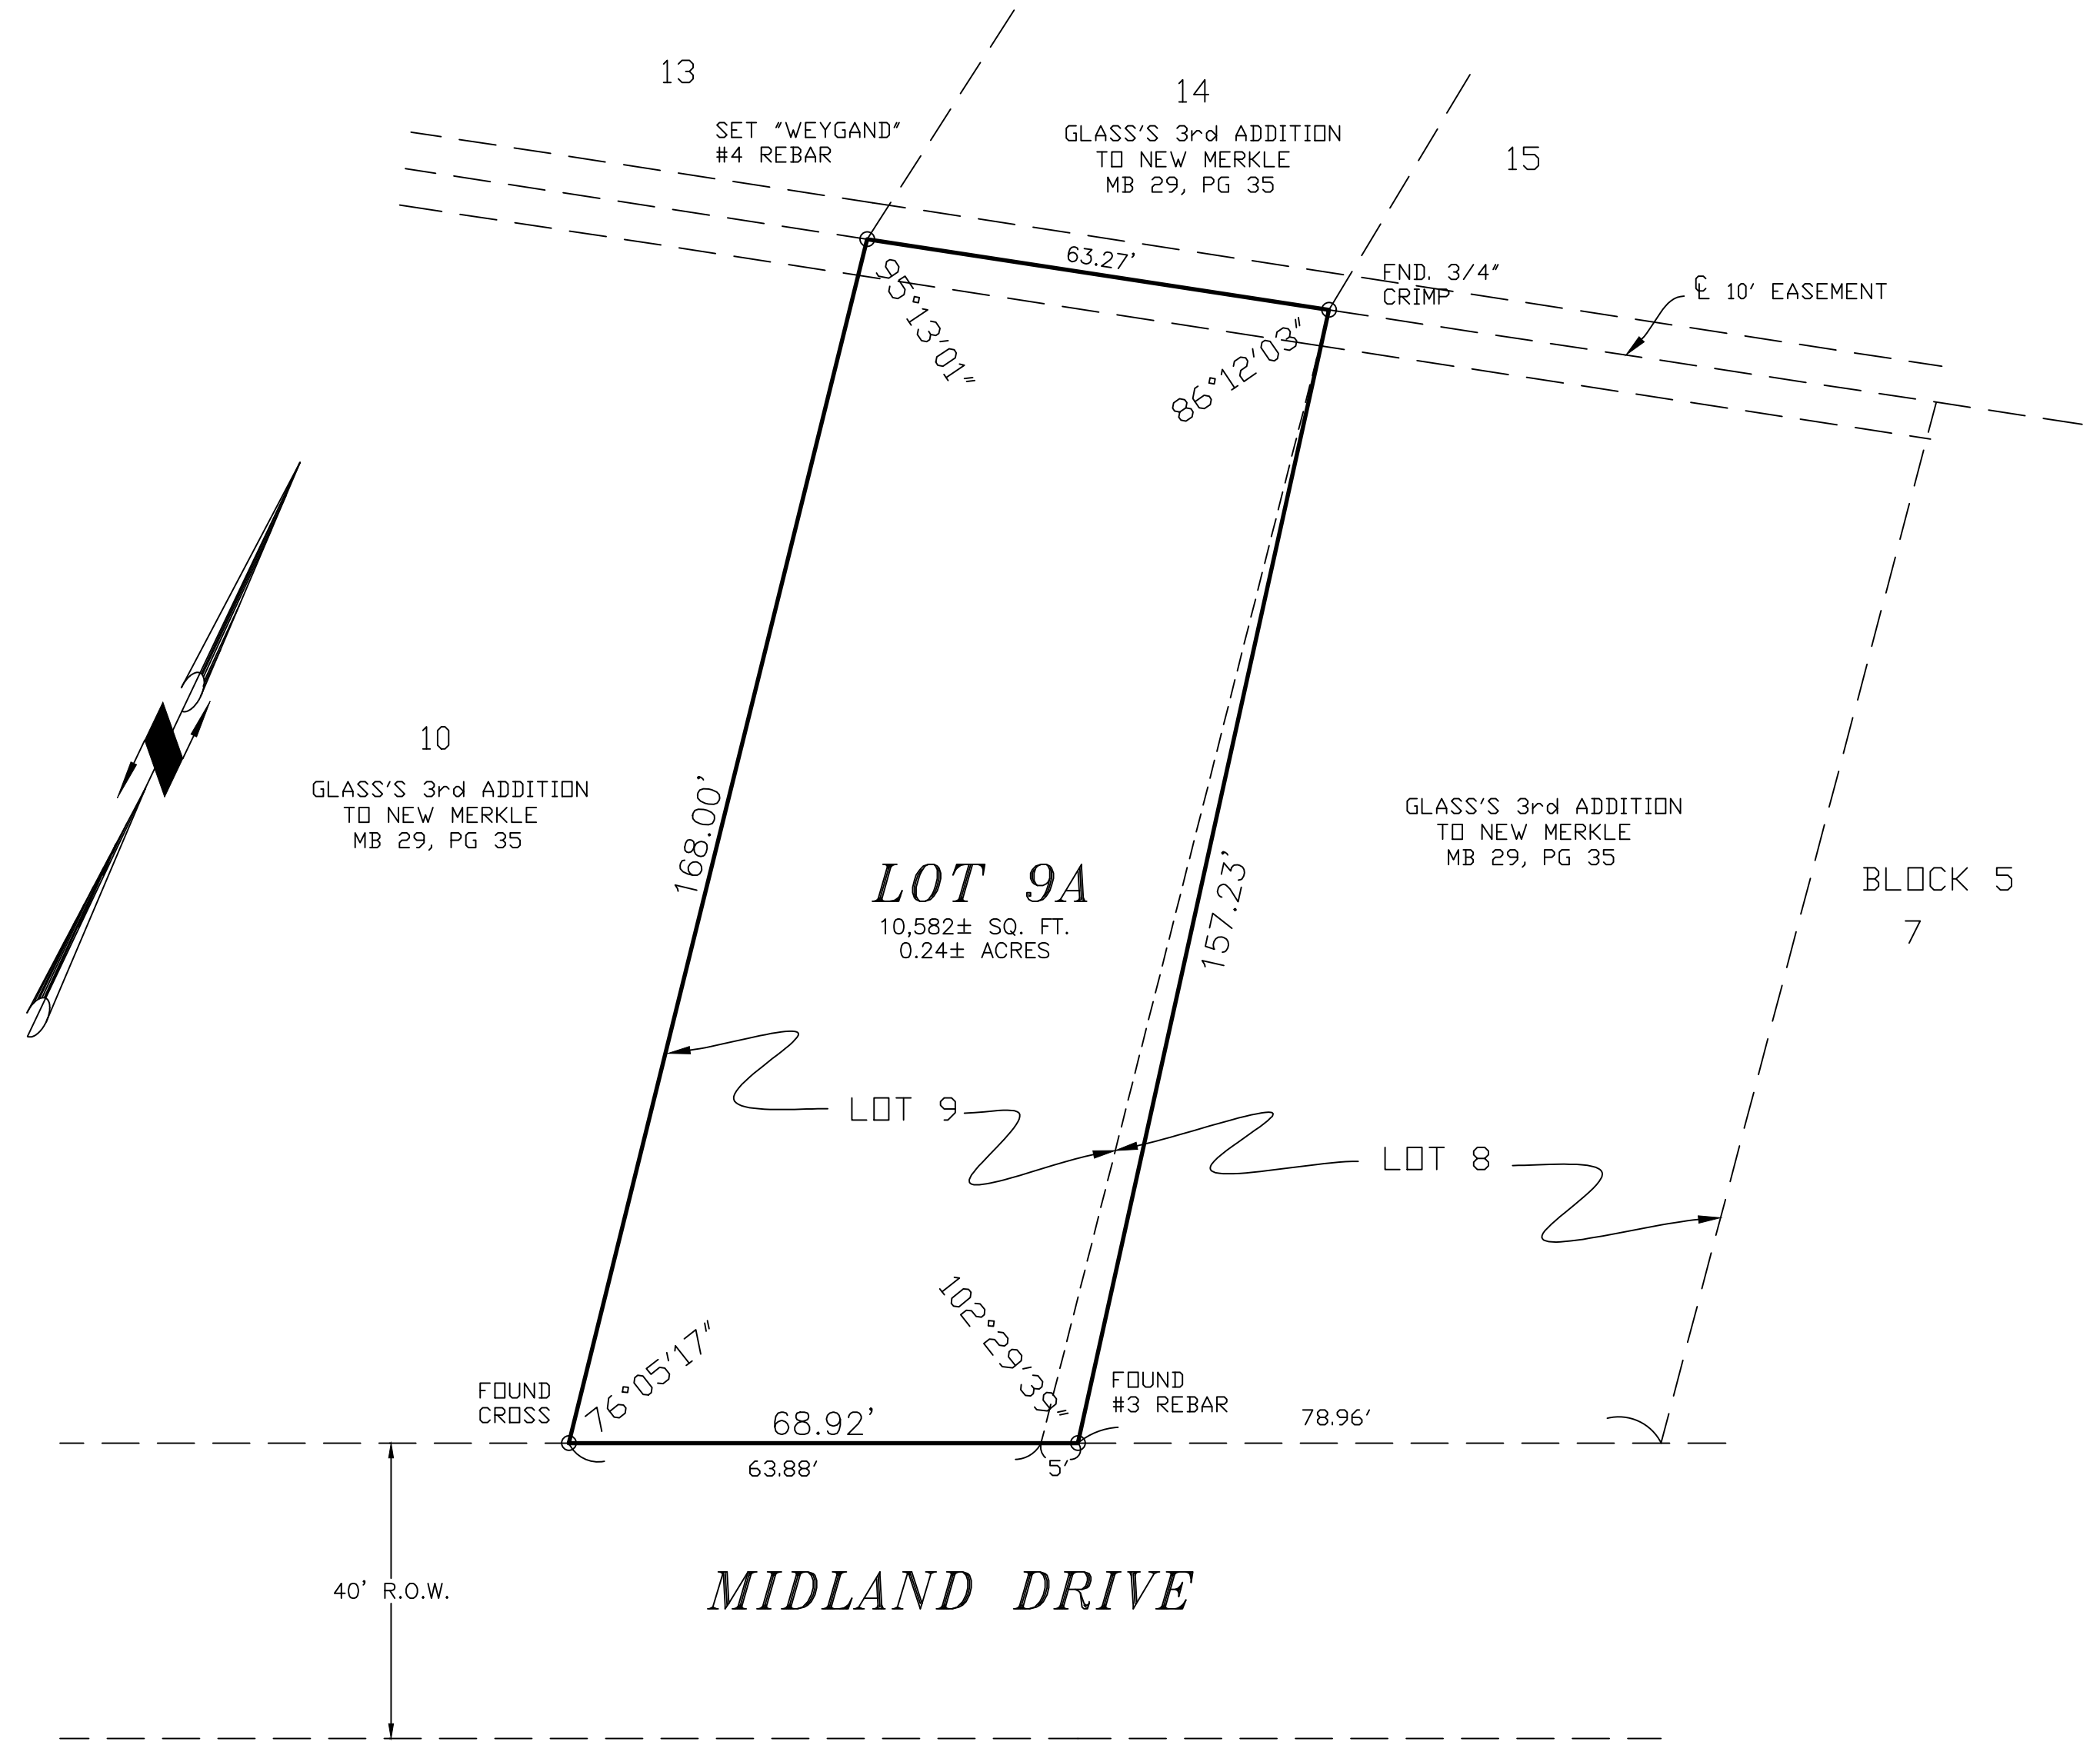 13
14
SET "WEYGAND"
#4 REBAR
GLASS'S 3rd ADDITION
TO NEW MERKLE
MB 29, PG 35
15
63.27'
FND. 3/4"
CRIMP
℄ 10' EASEMENT
95°13'01"
86°12'03"
10
GLASS'S 3rd ADDITION
TO NEW MERKLE
MB 29, PG 35
168.00'
LOT 9A
10,582± SQ. FT.
0.24± ACRES
157.23'
GLASS'S 3rd ADDITION
TO NEW MERKLE
MB 29, PG 35
BLOCK 5
7
LOT 9
LOT 8
76°05'17"
102°29'39"
FOUND
CROSS
FOUND
#3 REBAR
68.92'
78.96'
63.88'
5'
40' R.O.W.
MIDLAND DRIVE